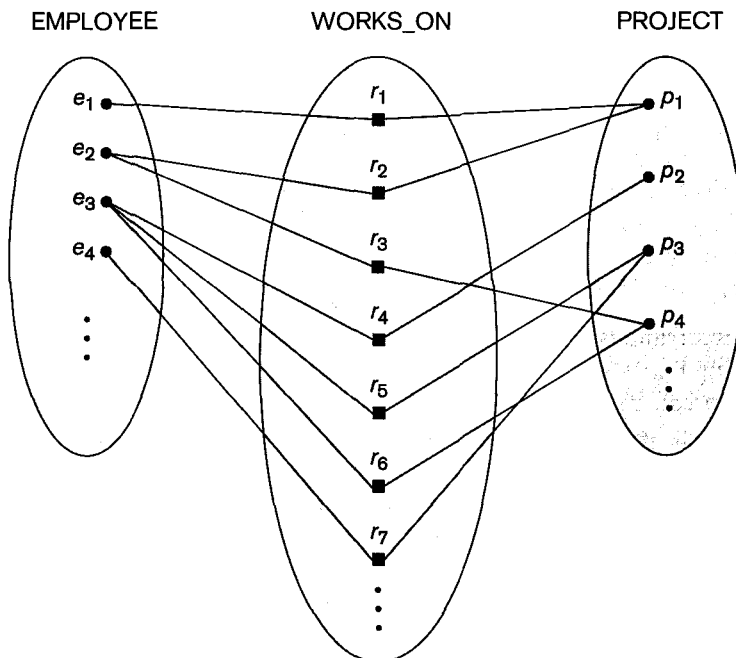 EMPLOYEE WORKS_ON PROJECT
e1
e2
e3
e4
r1
r2
r3
r4
r5
r6
r7
p1
p2
p3
p4